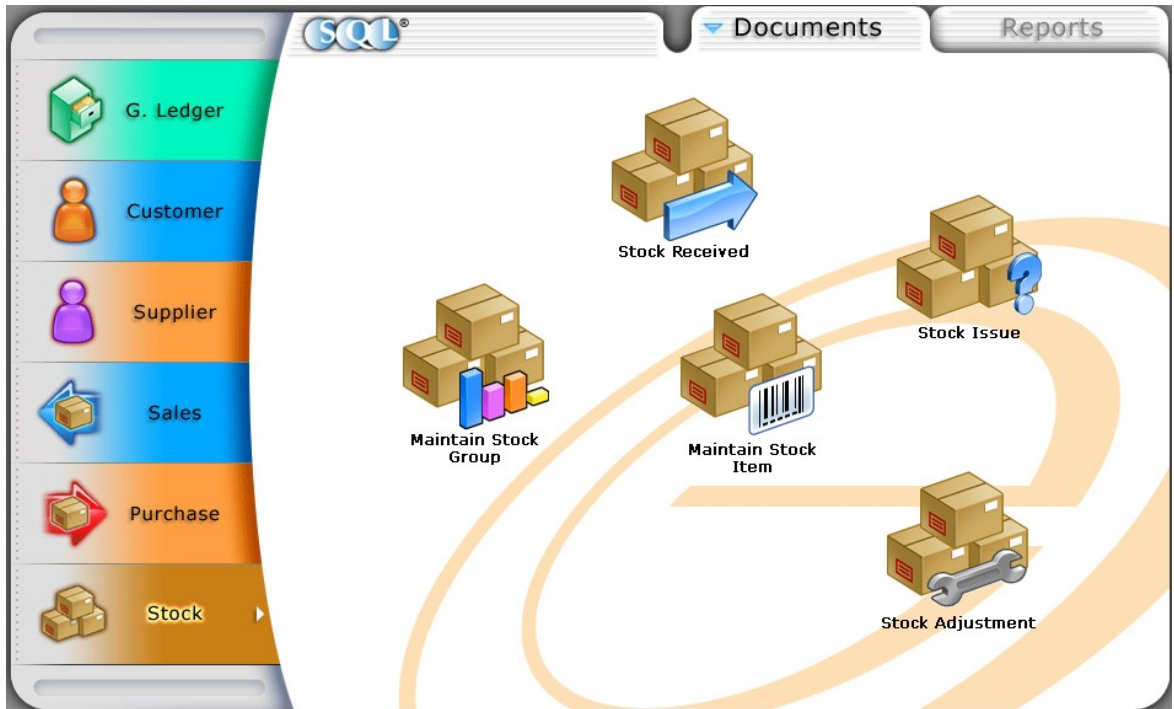 SQL®
Documents
Reports
G. Ledger
Customer
Supplier
Sales
Purchase
Stock
Stock Received
Stock Issue
Maintain Stock
Group
Maintain Stock
Item
Stock Adjustment